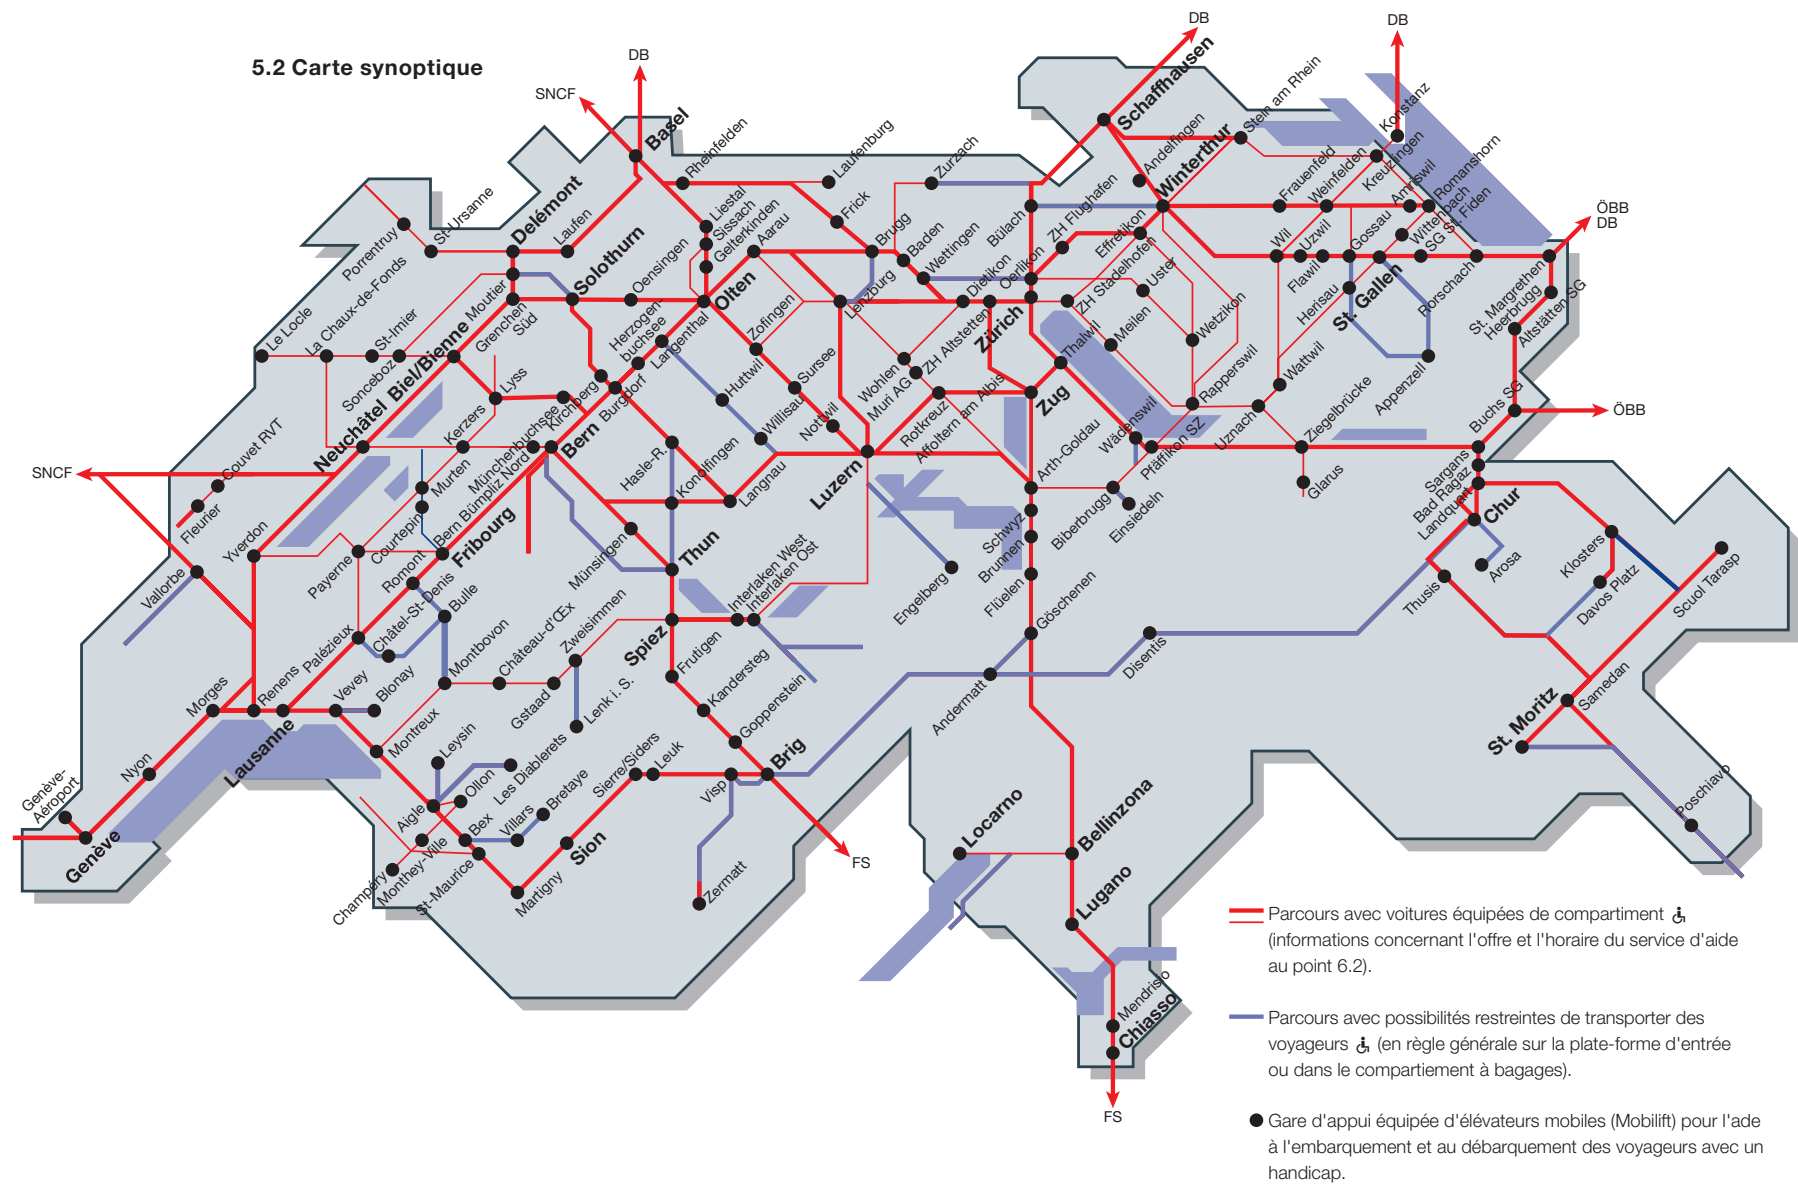 5.2 Carte synoptique
DB
DB
DB
SNCF
Schaffhausen
Stein am Rhein
Konstanz
Basel
Rheinfelden
Laufenburg
Zurzach
Andelfingen
Winterthur
Frauenfeld
Weinfelden
Kreuzlingen
Amriswil
Romanshorn
Wittenbach
SG St. Fiden
Gossau
ÖBB
DB
Porrentruy
St-Ursanne
Delémont
Laufen
Liestal
Sissach
Gelterkinden
Aarau
Frick
Brugg
Baden
Wettingen
Bülach
ZH Flughafen
Effretikon
Oerlikon
Dietikon
ZH Stadelhofen
Uster
Wetzikon
Wil
Uzwil
Flawil
Herisau
St. Gallen
Rorschach
St. Margrethen
Heerbrugg
Altstätten SG
Le Locle
La Chaux-de-Fonds
St-Imier
Sonceboz
Moutier
Grenchen
Süd
Solothurn
Oensingen
Olten
Herzogen-
buchsee
Langenthal
Zofingen
Lenzburg
ZH Altstetten
Zürich
Thalwil
Meilen
Rapperswil
Wattwil
Appenzell
Buchs SG
ÖBB
Neuchâtel
Biel/Bienne
Lyss
Kerzers
Münchenbuchsee
Kirchberg
Burgdorf
Huttwil
Willisau
Sursee
Nottwil
Wohlen
Muri AG
Rotkreuz
Affoltern am Albis
Zug
Wädenswil
Pfäffikon SZ
Uznach
Ziegelbrücke
Glarus
Sargans
Bad Ragaz
Landquart
Chur
SNCF
Couvet RVT
Fleurier
Yverdon
Vallorbe
Payerne
Murten
Courtepin
Bern Bümpliz Nord
Bern
Fribourg
Romont
Hasle-R.
Konolfingen
Langnau
Luzern
Arth-Goldau
Schwyz
Brunnen
Flüelen
Biberbrugg
Einsiedeln
Arosa
Klosters
Davos Platz
Scuol Tarasp
Thusis
Münsingen
Thun
Interlaken West
Interlaken Ost
Engelberg
Göschenen
Disentis
Andermatt
Samedan
St. Moritz
Poschiavo
Palézieux
Châtel-St-Denis
Bulle
Montbovon
Château-d'Œx
Gstaad
Zweisimmen
Lenk i. S.
Spiez
Frutigen
Kandersteg
Goppenstein
Brig
Morges
Renens
Lausanne
Vevey
Blonay
Montreux
Nyon
Genève-
Aéroport
Genève
Leysin
Aigle
Ollon
Les Diablerets
Bex
Villars
Bretaye
Champéry
Monthey-Ville
St-Maurice
Martigny
Sion
Sierre/Siders
Leuk
Visp
Zermatt
FS
Locarno
Bellinzona
Lugano
Mendrisio
Chiasso
FS
Parcours avec voitures équipées de compartiment
(informations concernant l'offre et l'horaire du service d'aide
au point 6.2).
Parcours avec possibilités restreintes de transporter des
voyageurs (en règle générale sur la plate-forme d'entrée
ou dans le compartiement à bagages).
Gare d'appui équipée d'élévateurs mobiles (Mobilift) pour l'ade
à l'embarquement et au débarquement des voyageurs avec un
handicap.